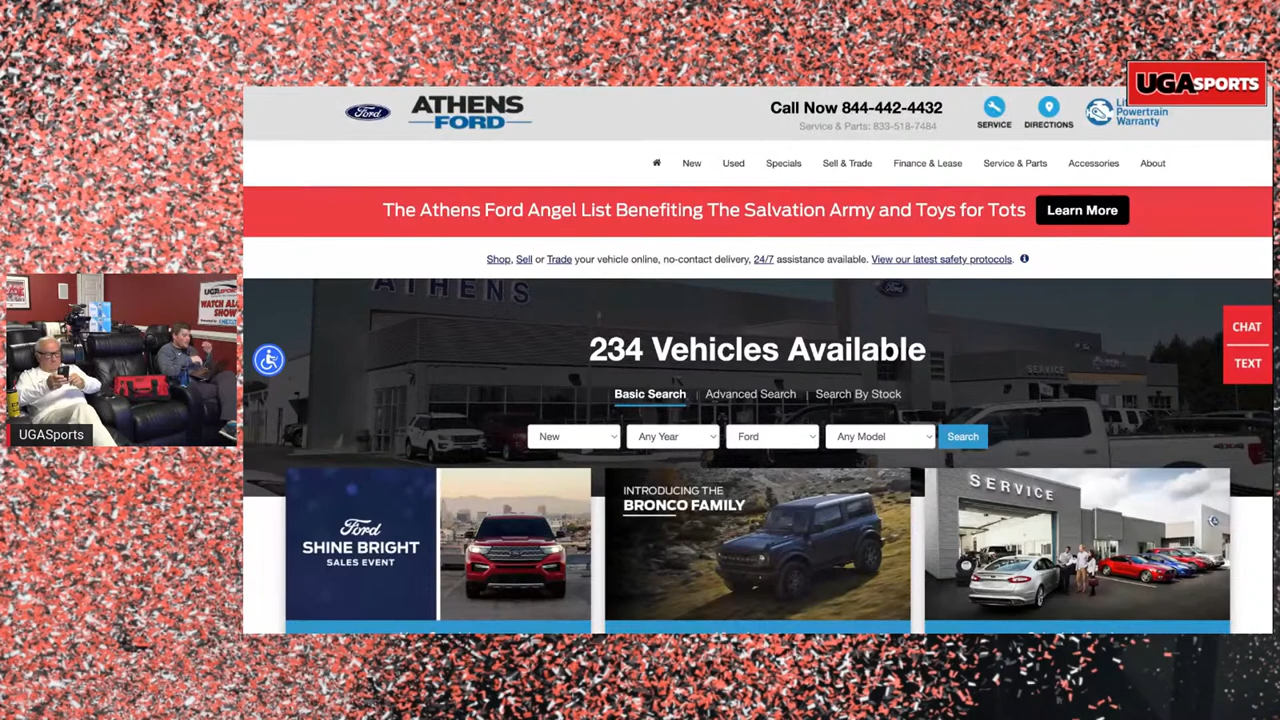 UGASPORTS
Ford
ATHENS
FORD
Call Now 844-442-4432
Service & Parts: 833-518-7484
SERVICE
DIRECTIONS
Powertrain
Warranty
New Used Specials Sell & Trade Finance & Lease Service & Parts Accessories About
The Athens Ford Angel List Benefiting The Salvation Army and Toys for Tots
Learn More
Shop, Sell or Trade your vehicle online, no-contact delivery, 24/7 assistance available. View our latest safety protocols.
ATHENS
Ford
SERVICE
234 Vehicles Available
Basic Search | Advanced Search | Search By Stock
New Any Year Ford Any Model Search
CHAT
TEXT
UGASPORTS
WATCH
SHOW
UGASports
Ford
SHINE BRIGHT
SALES EVENT
INTRODUCING THE
BRONCO FAMILY
SERVICE